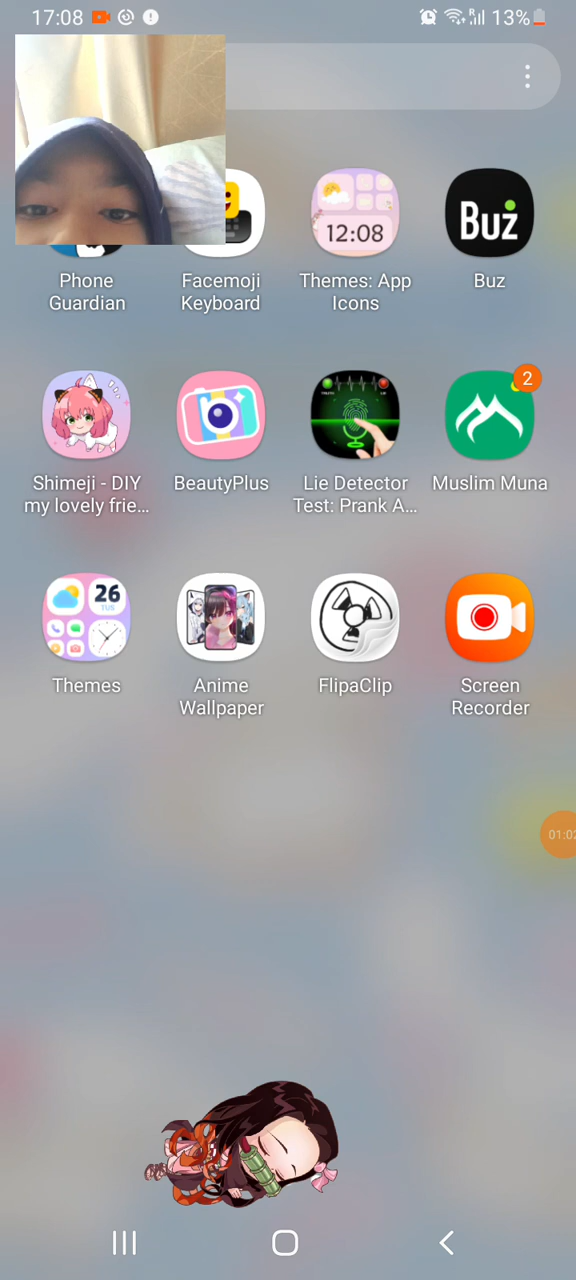 17:08
13%
12:08
Buz
Phone Guardian
Facemoji Keyboard
Themes: App Icons
Buz
2
Shimeji - DIY my lovely frie...
BeautyPlus
Lie Detector Test: Prank A...
Muslim Muna
26
TUS
Themes
Anime Wallpaper
FlipaClip
Screen Recorder
01:02